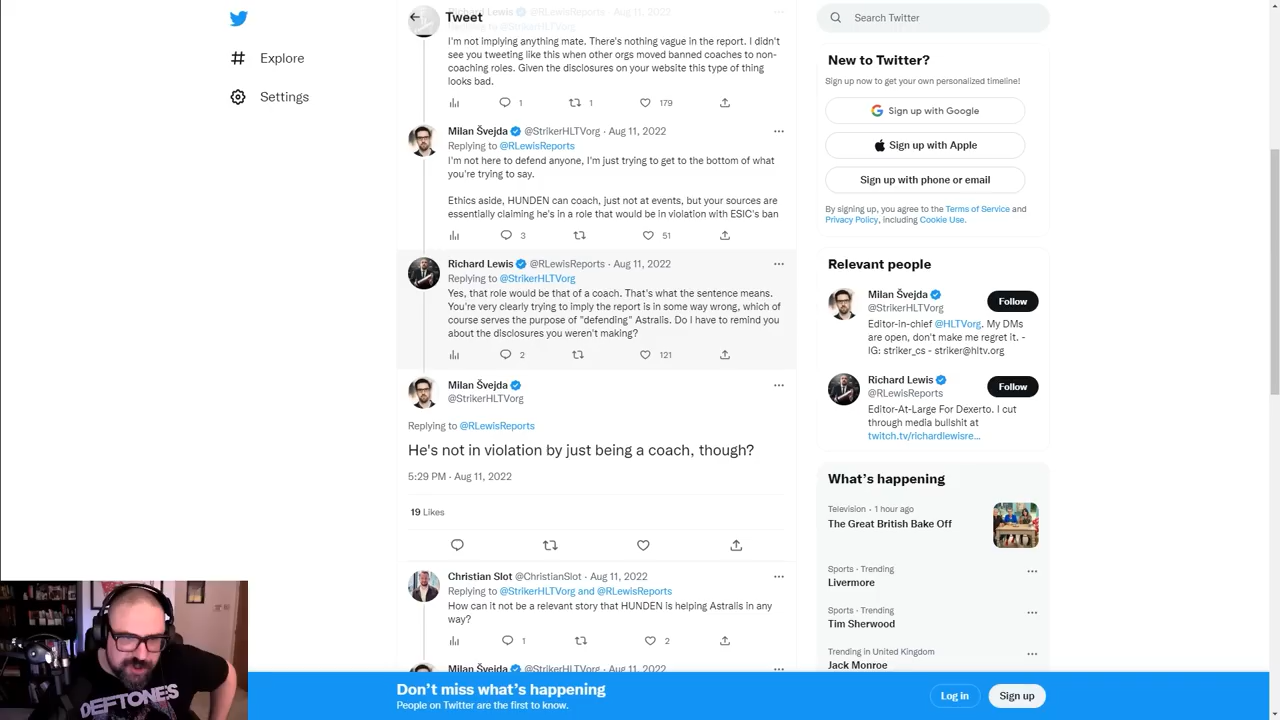 Tweet
Richard Lewis @RLewisReports · Aug 11, 2022
Replying to @StrikerHLTVorg
I'm not implying anything mate. There's nothing vague in the report. I didn't
see you tweeting like this when other orgs moved banned coaches to non-
coaching roles. Given the disclosures on your website this type of thing
looks bad.
1 1 179
Milan Švejda @StrikerHLTVorg · Aug 11, 2022
Replying to @RLewisReports
I'm not here to defend anyone, I'm just trying to get to the bottom of what
you're trying to say.
Ethics aside, HUNDEN can coach, just not at events, but your sources are
essentially claiming he's in a role that would be in violation with ESIC's ban
3 51
Richard Lewis @RLewisReports · Aug 11, 2022
Replying to @StrikerHLTVorg
Yes, that role would be that of a coach. That's what the sentence means.
You're very clearly trying to imply the report is in some way wrong, which of
course serves the purpose of "defending" Astralis. Do I have to remind you
about the disclosures you weren't making?
2 121
Milan Švejda
@StrikerHLTVorg
Replying to @RLewisReports
He's not in violation by just being a coach, though?
5:29 PM · Aug 11, 2022
19 Likes
Christian Slot @ChristianSlot · Aug 11, 2022
Replying to @StrikerHLTVorg and @RLewisReports
How can it not be a relevant story that HUNDEN is helping Astralis in any
way?
1 2
Milan Švejda @StrikerHLTVorg · Aug 11, 2022
Explore
Settings
Search Twitter
New to Twitter?
Sign up now to get your own personalized timeline!
Sign up with Google
Sign up with Apple
Sign up with phone or email
By signing up, you agree to the Terms of Service and
Privacy Policy, including Cookie Use.
Relevant people
Milan Švejda
@StrikerHLTVorg
Follow
Editor-in-chief @HLTVorg. My DMs
are open, don't make me regret it. -
IG: striker_cs - striker@hltv.org
Richard Lewis
@RLewisReports
Follow
Editor-At-Large For Dexerto. I cut
through media bullshit at
twitch.tv/richardlewisre...
What's happening
Television · 1 hour ago
The Great British Bake Off
Sports · Trending
Livermore
Sports · Trending
Tim Sherwood
Trending in United Kingdom
Jack Monroe
DEFTONES
Don't miss what's happening
People on Twitter are the first to know.
Log in
Sign up